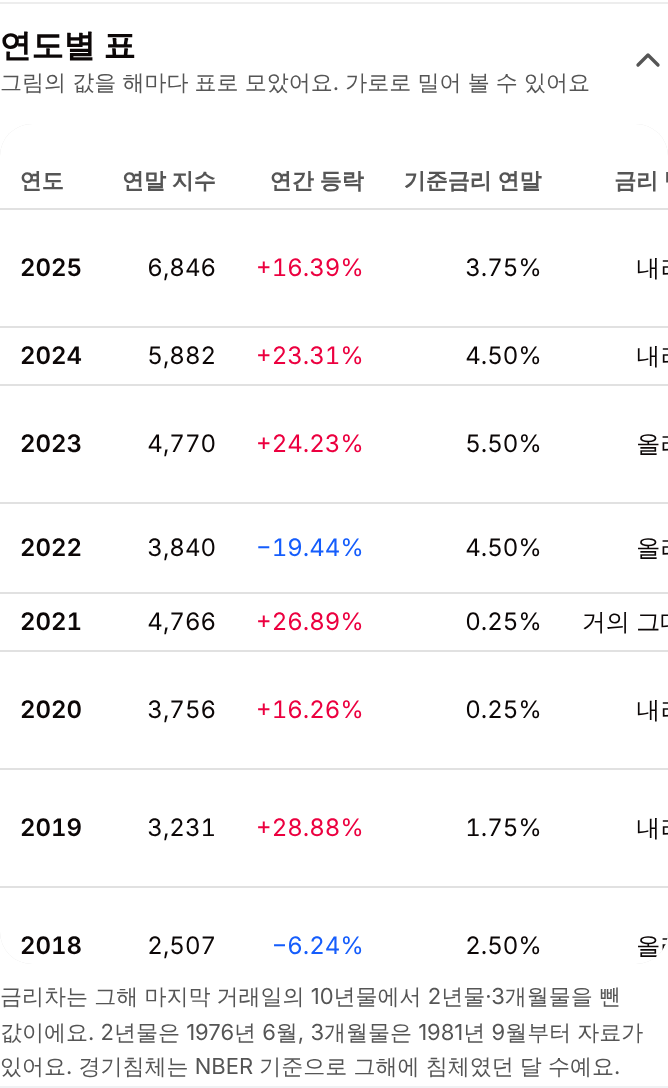 연도별 표
그림의 값을 해마다 표로 모았어요. 가로로 밀어 볼 수 있어요
연도 연말 지수 연간 등락 기준금리 연말 금리
2025 6,846 +16.39% 3.75%
2024 5,882 +23.31% 4.50%
2023 4,770 +24.23% 5.50%
2022 3,840 −19.44% 4.50%
2021 4,766 +26.89% 0.25% 거의
2020 3,756 +16.26% 0.25%
2019 3,231 +28.88% 1.75%
2018 2,507 −6.24% 2.50%
금리차는 그해 마지막 거래일의 10년물에서 2년물·3개월물을 뺀
값이에요. 2년물은 1976년 6월, 3개월물은 1981년 9월부터 자료가
있어요. 경기침체는 NBER 기준으로 그해에 침체였던 달 수예요.